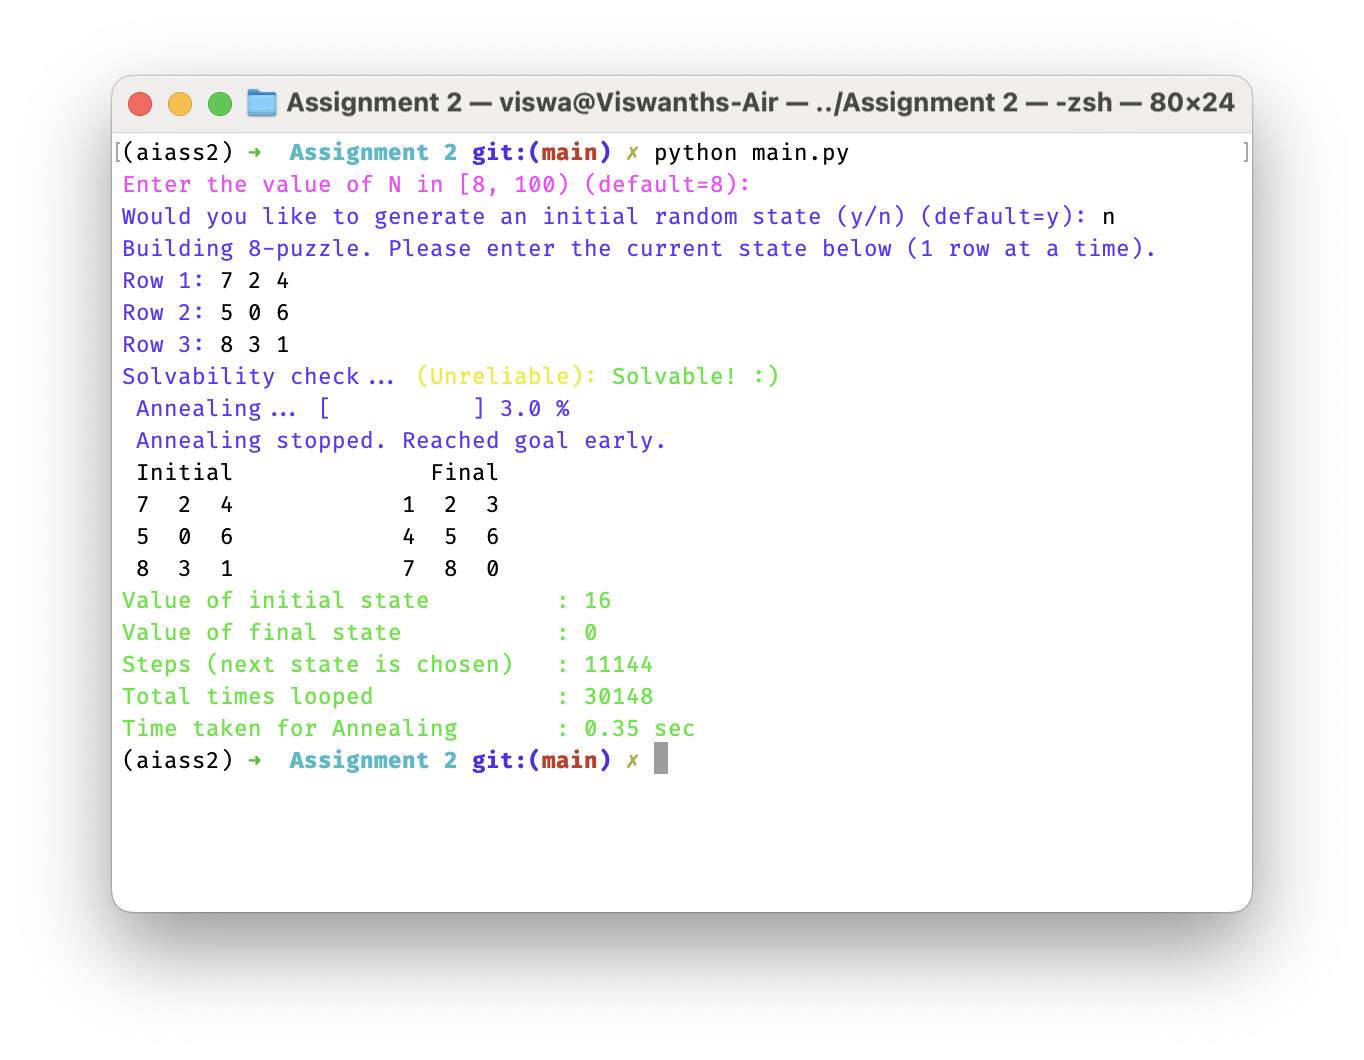 Assignment 2 — viswa@Viswanths-Air — ../Assignment 2 — -zsh — 80×24
[(aiass2) ➜  Assignment 2 git:(main) ✗ python main.py ]
Enter the value of N in [8, 100) (default=8):
Would you like to generate an initial random state (y/n) (default=y): n
Building 8-puzzle. Please enter the current state below (1 row at a time).
Row 1: 7 2 4
Row 2: 5 0 6
Row 3: 8 3 1
Solvability check... (Unreliable): Solvable! :)
Annealing... [          ] 3.0 %
Annealing stopped. Reached goal early.
Initial              Final
7  2  4            1  2  3
5  0  6            4  5  6
8  3  1            7  8  0
Value of initial state         : 16
Value of final state           : 0
Steps (next state is chosen)   : 11144
Total times looped             : 30148
Time taken for Annealing       : 0.35 sec
(aiass2) ➜  Assignment 2 git:(main) ✗